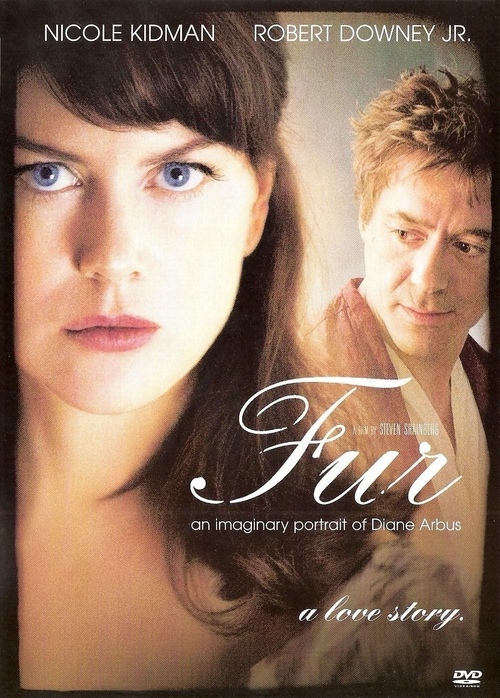 NICOLE KIDMAN ROBERT DOWNEY JR.
A FILM BY STEVEN SHAINBERG
Fur
an imaginary portrait of Diane Arbus
a love story.
DVD
VIDEO